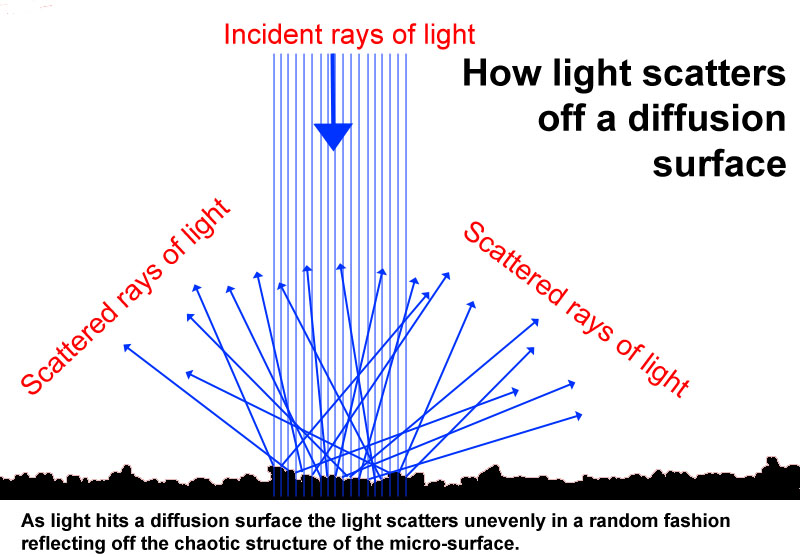 Incident rays of light
How light scatters
off a diffusion
surface
Scattered rays of light
Scattered rays of light
As light hits a diffusion surface the light scatters unevenly in a random fashion
reflecting off the chaotic structure of the micro-surface.